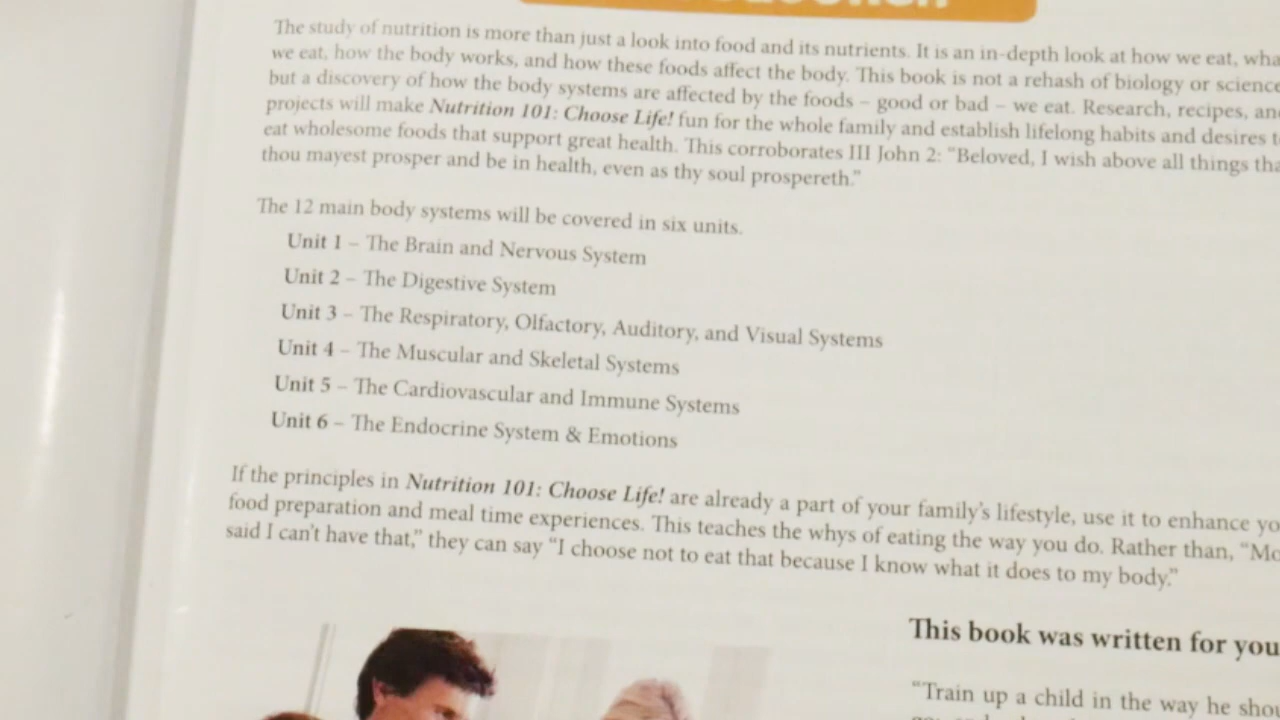 The study of nutrition is more than just a look into food and its nutrients. It is an in-depth look at how we eat,
we eat, how the body works, and how these foods affect the body. This book is not a rehash of biology or science
but a discovery of how the body systems are affected by the foods – good or bad – we eat. Research, recipes,
projects will make Nutrition 101: Choose Life! fun for the whole family and establish lifelong habits and desires
eat wholesome foods that support great health. This corroborates III John 2: “Beloved, I wish above all things
thou mayest prosper and be in health, even as thy soul prospereth.”
The 12 main body systems will be covered in six units.
Unit 1 – The Brain and Nervous System
Unit 2 – The Digestive System
Unit 3 – The Respiratory, Olfactory, Auditory, and Visual Systems
Unit 4 – The Muscular and Skeletal Systems
Unit 5 – The Cardiovascular and Immune Systems
Unit 6 – The Endocrine System & Emotions
If the principles in Nutrition 101: Choose Life! are already a part of your family’s lifestyle, use it to enhance
food preparation and meal time experiences. This teaches the whys of eating the way you do. Rather than,
said I can’t have that,” they can say “I choose not to eat that because I know what it does to my body.”
This book was written for you
“Train up a child in the way he